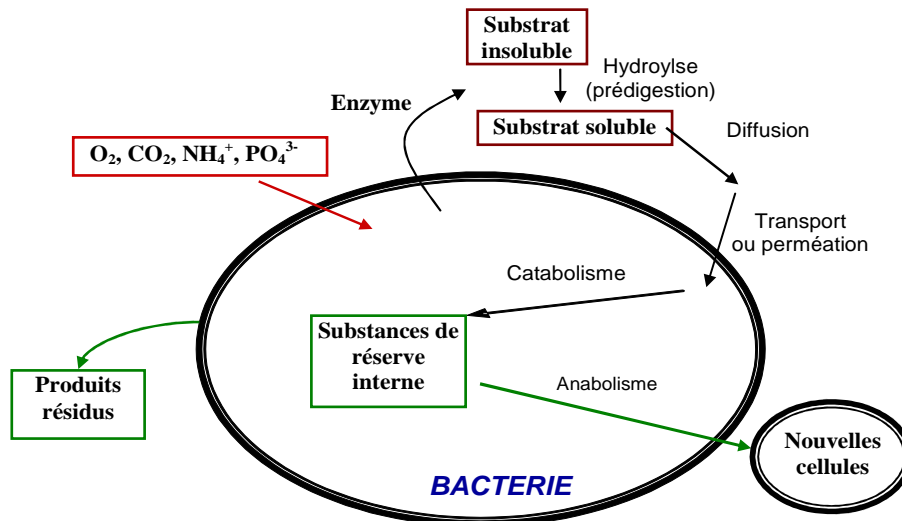 Substrat
insoluble
Hydroylse
(prédigestion)
Enzyme
Substrat soluble
Diffusion
O₂, CO₂, NH₄⁺, PO₄³⁻
Transport
ou perméation
Catabolisme
Substances de
réserve
interne
Produits
résidus
Anabolisme
Nouvelles
cellules
BACTERIE